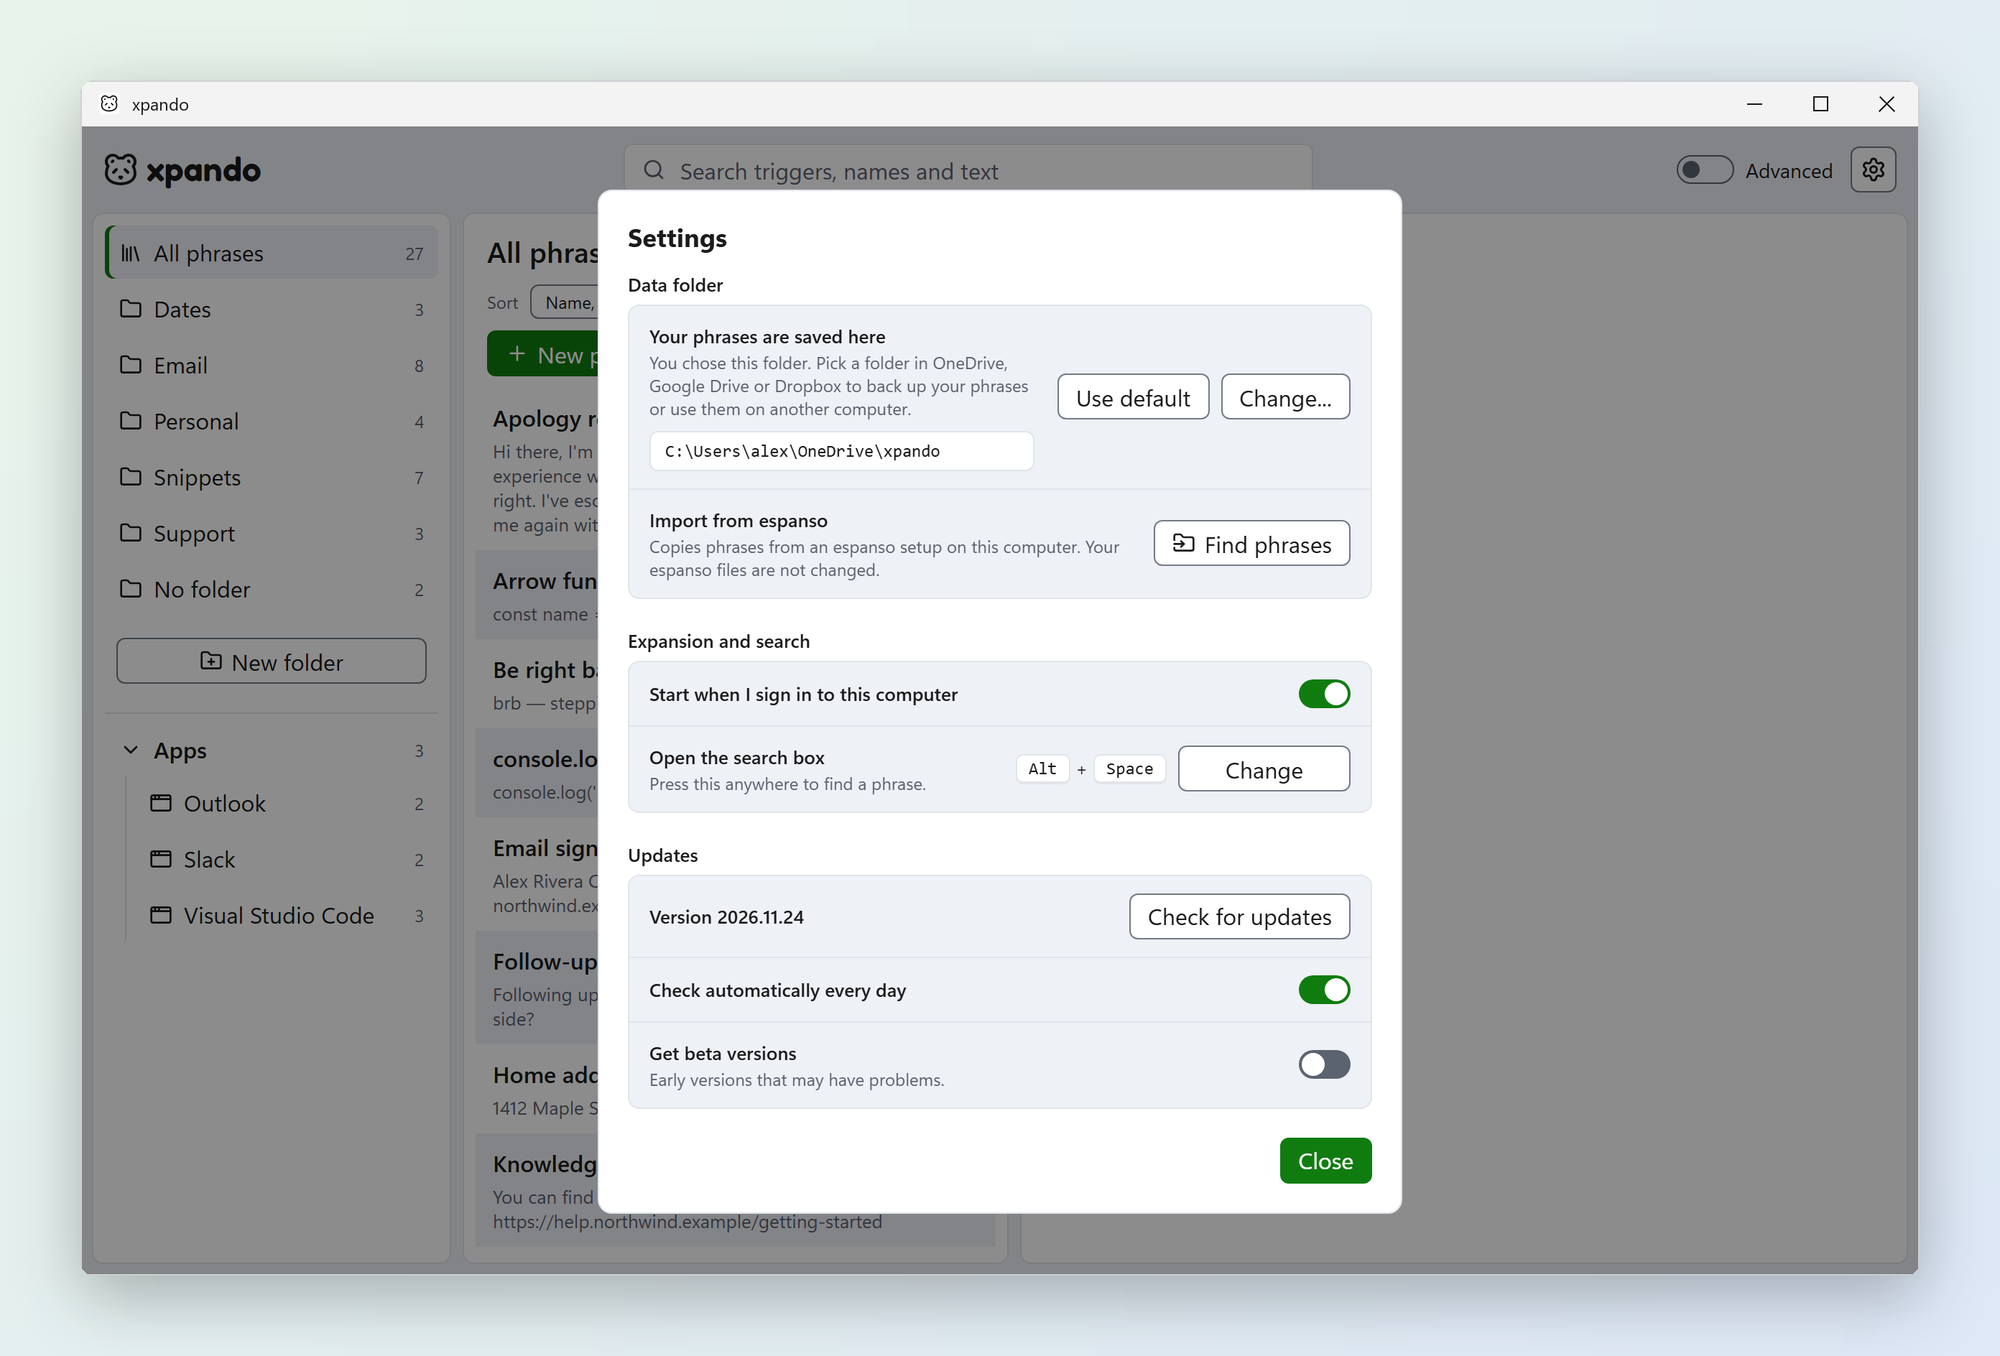 xpando
xpando
Search triggers, names and text
Advanced
All phrases 27
Dates 3
Email 8
Personal 4
Snippets 7
Support 3
No folder 2
New folder
Apps 3
Outlook 2
Slack 2
Visual Studio Code 3
All phras
Sort Name,
+ New p
Apology r
Hi there, I'm
experience w
right. I've esc
me again wit
Arrow fun
const name =
Be right ba
brb — stepp
console.lo
console.log('
Email sign
Alex Rivera C
northwind.ex
Follow-up
Following up
side?
Home add
1412 Maple S
Knowledg
You can find
https://help.northwind.example/getting-started
Settings
Data folder
Your phrases are saved here
You chose this folder. Pick a folder in OneDrive,
Google Drive or Dropbox to back up your phrases
or use them on another computer.
C:\Users\alex\OneDrive\xpando
Use default
Change...
Import from espanso
Copies phrases from an espanso setup on this computer. Your
espanso files are not changed.
Find phrases
Expansion and search
Start when I sign in to this computer
Open the search box
Press this anywhere to find a phrase.
Alt + Space
Change
Updates
Version 2026.11.24
Check for updates
Check automatically every day
Get beta versions
Early versions that may have problems.
Close